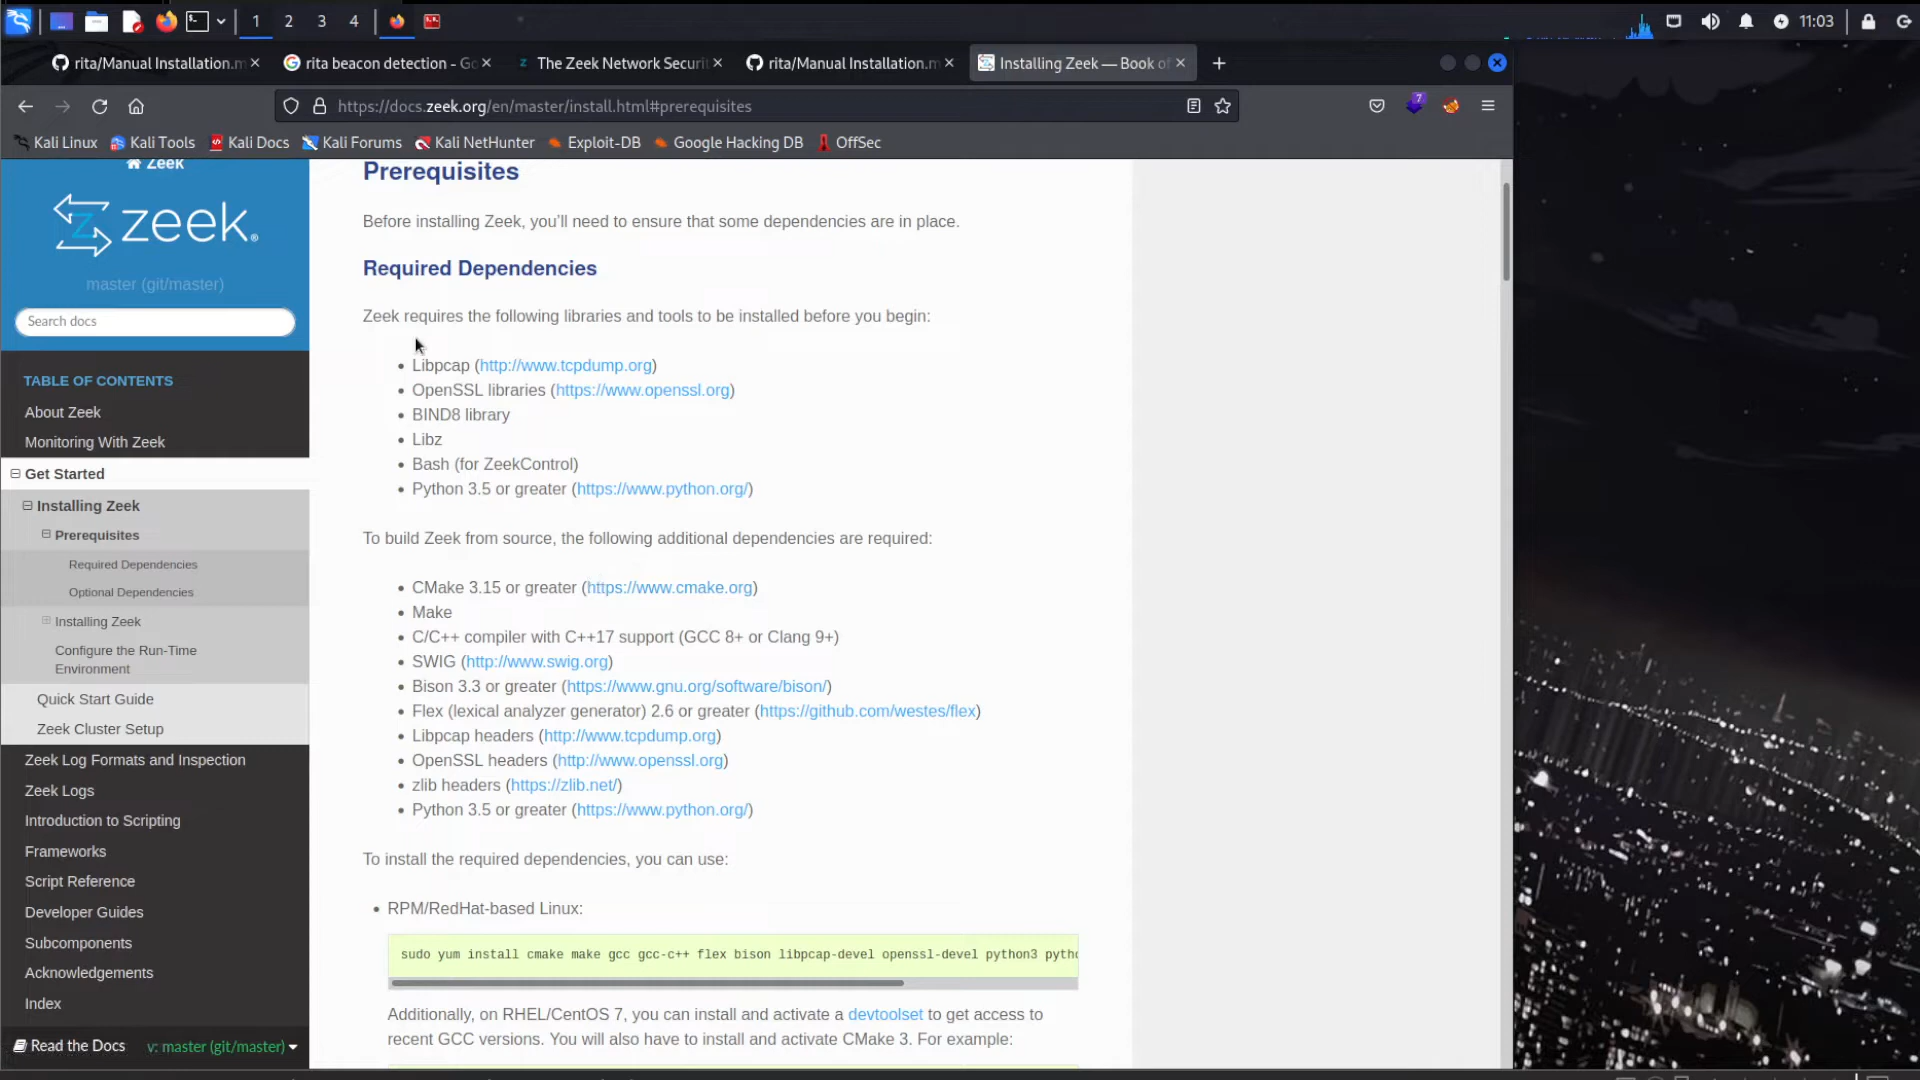 1 2 3 4
11:03
rita/Manual Installation.m
rita beacon detection - Go
The Zeek Network Securit
rita/Manual Installation.m
Installing Zeek — Book of
https://docs.zeek.org/en/master/install.html#prerequisites
7
Kali Linux
Kali Tools
Kali Docs
Kali Forums
Kali NetHunter
Exploit-DB
Google Hacking DB
OffSec
Zeek
zeek.
master (git/master)
Search docs
TABLE OF CONTENTS
About Zeek
Monitoring With Zeek
Get Started
Installing Zeek
Prerequisites
Required Dependencies
Optional Dependencies
Installing Zeek
Configure the Run-Time
Environment
Quick Start Guide
Zeek Cluster Setup
Zeek Log Formats and Inspection
Zeek Logs
Introduction to Scripting
Frameworks
Script Reference
Developer Guides
Subcomponents
Acknowledgements
Index
Read the Docs
v: master (git/master)
Prerequisites
Before installing Zeek, you’ll need to ensure that some dependencies are in place.
Required Dependencies
Zeek requires the following libraries and tools to be installed before you begin:
• Libpcap (http://www.tcpdump.org)
• OpenSSL libraries (https://www.openssl.org)
• BIND8 library
• Libz
• Bash (for ZeekControl)
• Python 3.5 or greater (https://www.python.org/)
To build Zeek from source, the following additional dependencies are required:
• CMake 3.15 or greater (https://www.cmake.org)
• Make
• C/C++ compiler with C++17 support (GCC 8+ or Clang 9+)
• SWIG (http://www.swig.org)
• Bison 3.3 or greater (https://www.gnu.org/software/bison/)
• Flex (lexical analyzer generator) 2.6 or greater (https://github.com/westes/flex)
• Libpcap headers (http://www.tcpdump.org)
• OpenSSL headers (http://www.openssl.org)
• zlib headers (https://zlib.net/)
• Python 3.5 or greater (https://www.python.org/)
To install the required dependencies, you can use:
• RPM/RedHat-based Linux:
sudo yum install cmake make gcc gcc-c++ flex bison libpcap-devel openssl-devel python3 pytho
Additionally, on RHEL/CentOS 7, you can install and activate a devtoolset to get access to
recent GCC versions. You will also have to install and activate CMake 3. For example: